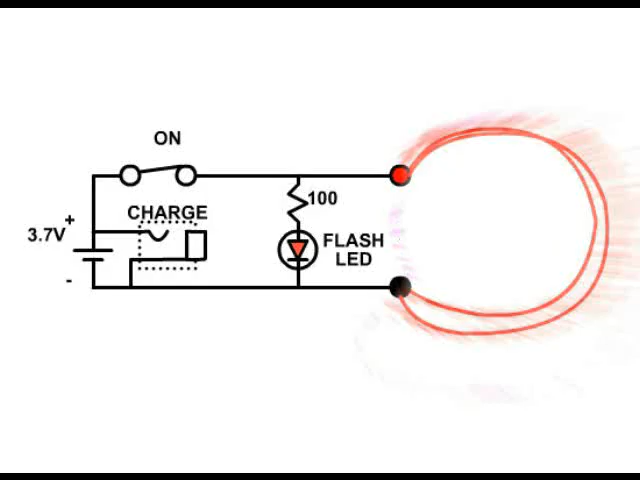 ON
100
CHARGE
+
3.7V
FLASH
LED
-